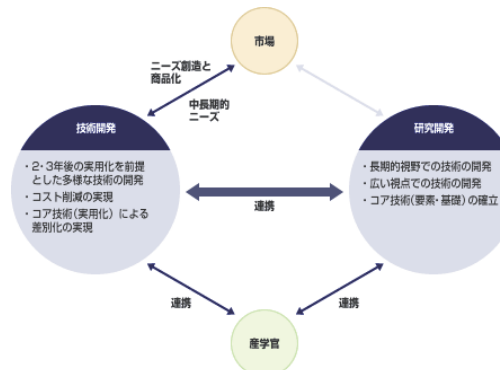 市場
ニーズ創造と
商品化
中長期的
ニーズ
技術開発
・2・3年後の実用化を前提
とした多様な技術の開発
・コスト削減の実現
・コア技術(実用化)による
差別化の実現
研究開発
・長期的視野での技術の開発
・広い視点での技術の開発
・コア技術(要素・基礎)の確立
連携
連携
連携
産学官